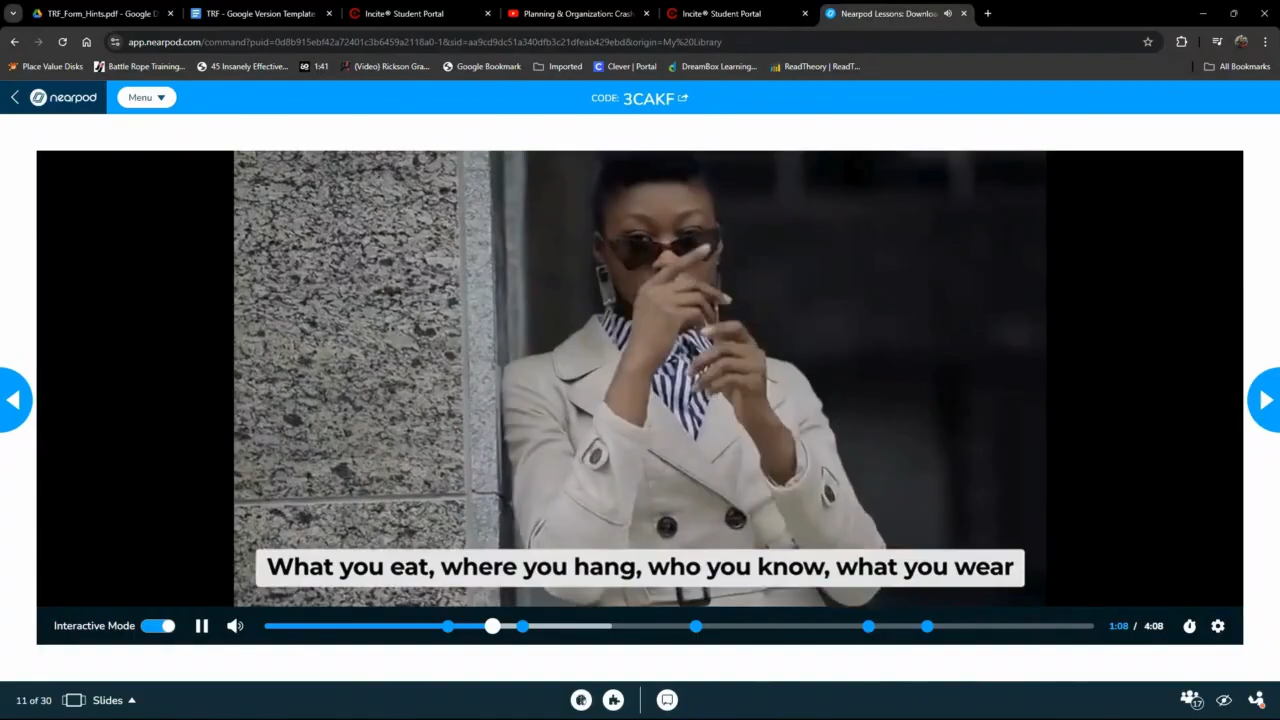 TRF_Form_Hints.pdf - Google D
TRF - Google Version Template
Incite® Student Portal
Planning & Organization: Crash
Incite® Student Portal
Nearpod Lessons: Downloa
app.nearpod.com/command?puid=0d8b915ebf42a72401c3b6459a2118a0-1&sid=aa9cd9dc51a340dfb3c21dfeab429ebd&origin=My%20Library
Place Value Disks
Battle Rope Training...
45 Insanely Effective...
1:41
(Video) Rickson Gra...
Google Bookmark
Imported
Clever | Portal
DreamBox Learning...
ReadTheory | ReadT...
All Bookmarks
nearpod
Menu
CODE: 3CAKF
What you eat, where you hang, who you know, what you wear
Interactive Mode
1:08 / 4:08
11 of 30
Slides
17